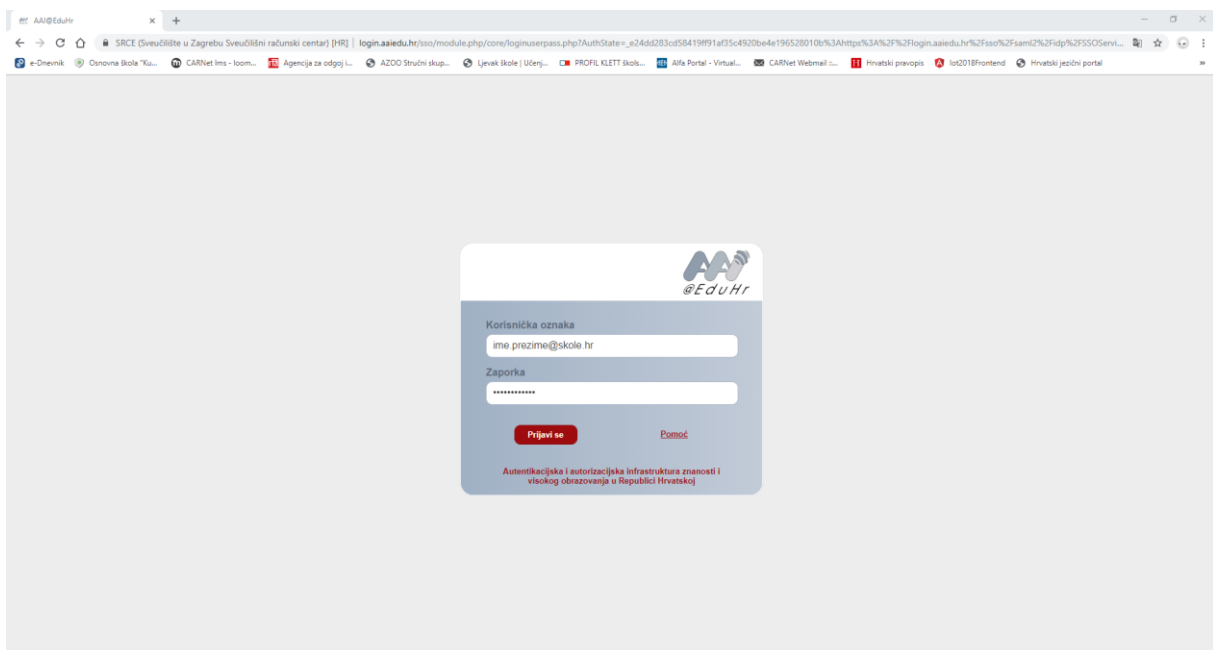 AAI@EduHr
SRCE (Sveučilište u Zagrebu Sveučilišni računski centar) [HR] | login.aaiedu.hr/sso/module.php/core/loginuserpass.php?AuthState=_e24dd283cd58419ff91af35c4920be4e196528010b%3Ahttps%3A%2F%2Flogin.aaiedu.hr%2Fsso%2Fsaml2%2Fidp%2FSSOServi...
e-Dnevnik Osnovna škola "Ku... CARNet lms - loom... Agencija za odgoj i... AZOO Stručni skup... Ljevak škole | Učenj... PROFIL KLETT škols... Alfa Portal - Virtual... CARNet Webmail ::... Hrvatski pravopis Iot2018Frontend Hrvatski jezični portal »
AAI
@EduHr
Korisnička oznaka
ime.prezime@skole.hr
Zaporka
••••••••••••
Prijavi se Pomoć
Autentikacijska i autorizacijska infrastruktura znanosti i
visokog obrazovanja u Republici Hrvatskoj